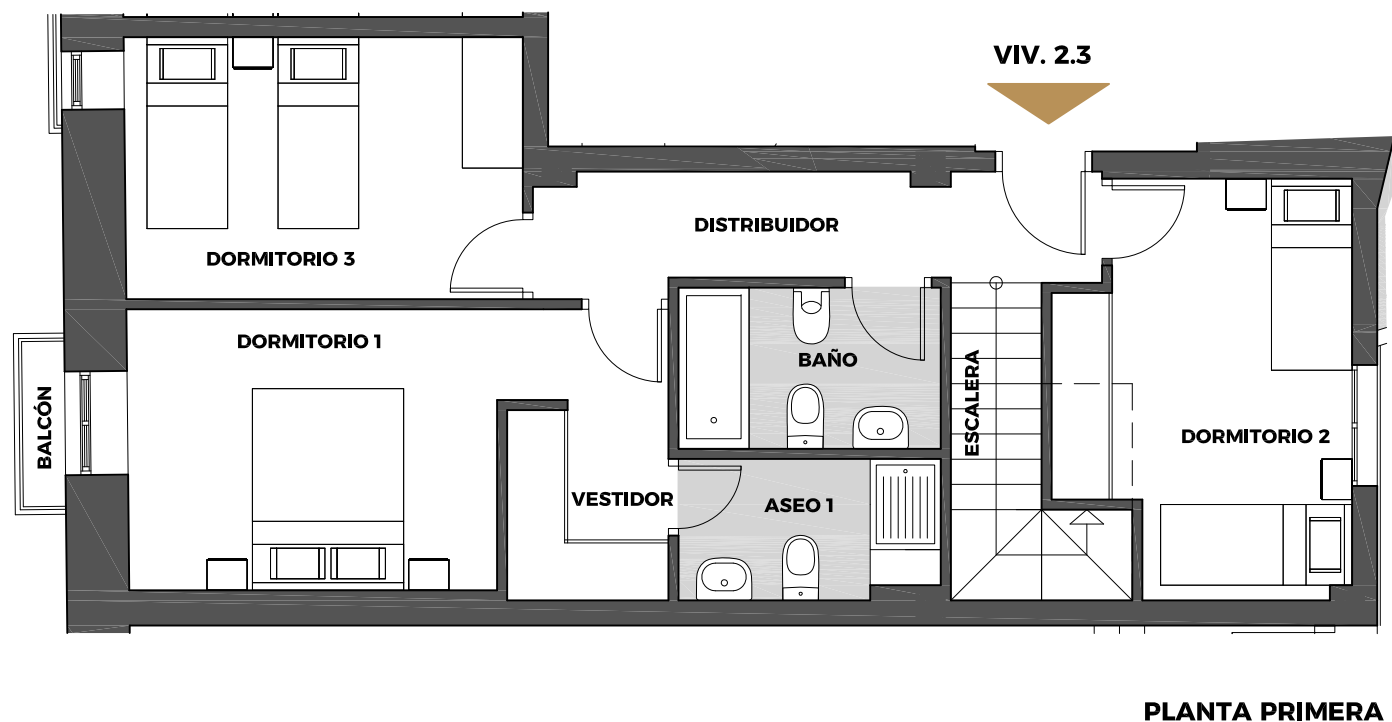 VIV. 2.3
DISTRIBUIDOR
DORMITORIO 3
DORMITORIO 1
BAÑO
ESCALERA
BALCÓN
DORMITORIO 2
VESTIDOR
ASEO 1
PLANTA PRIMERA